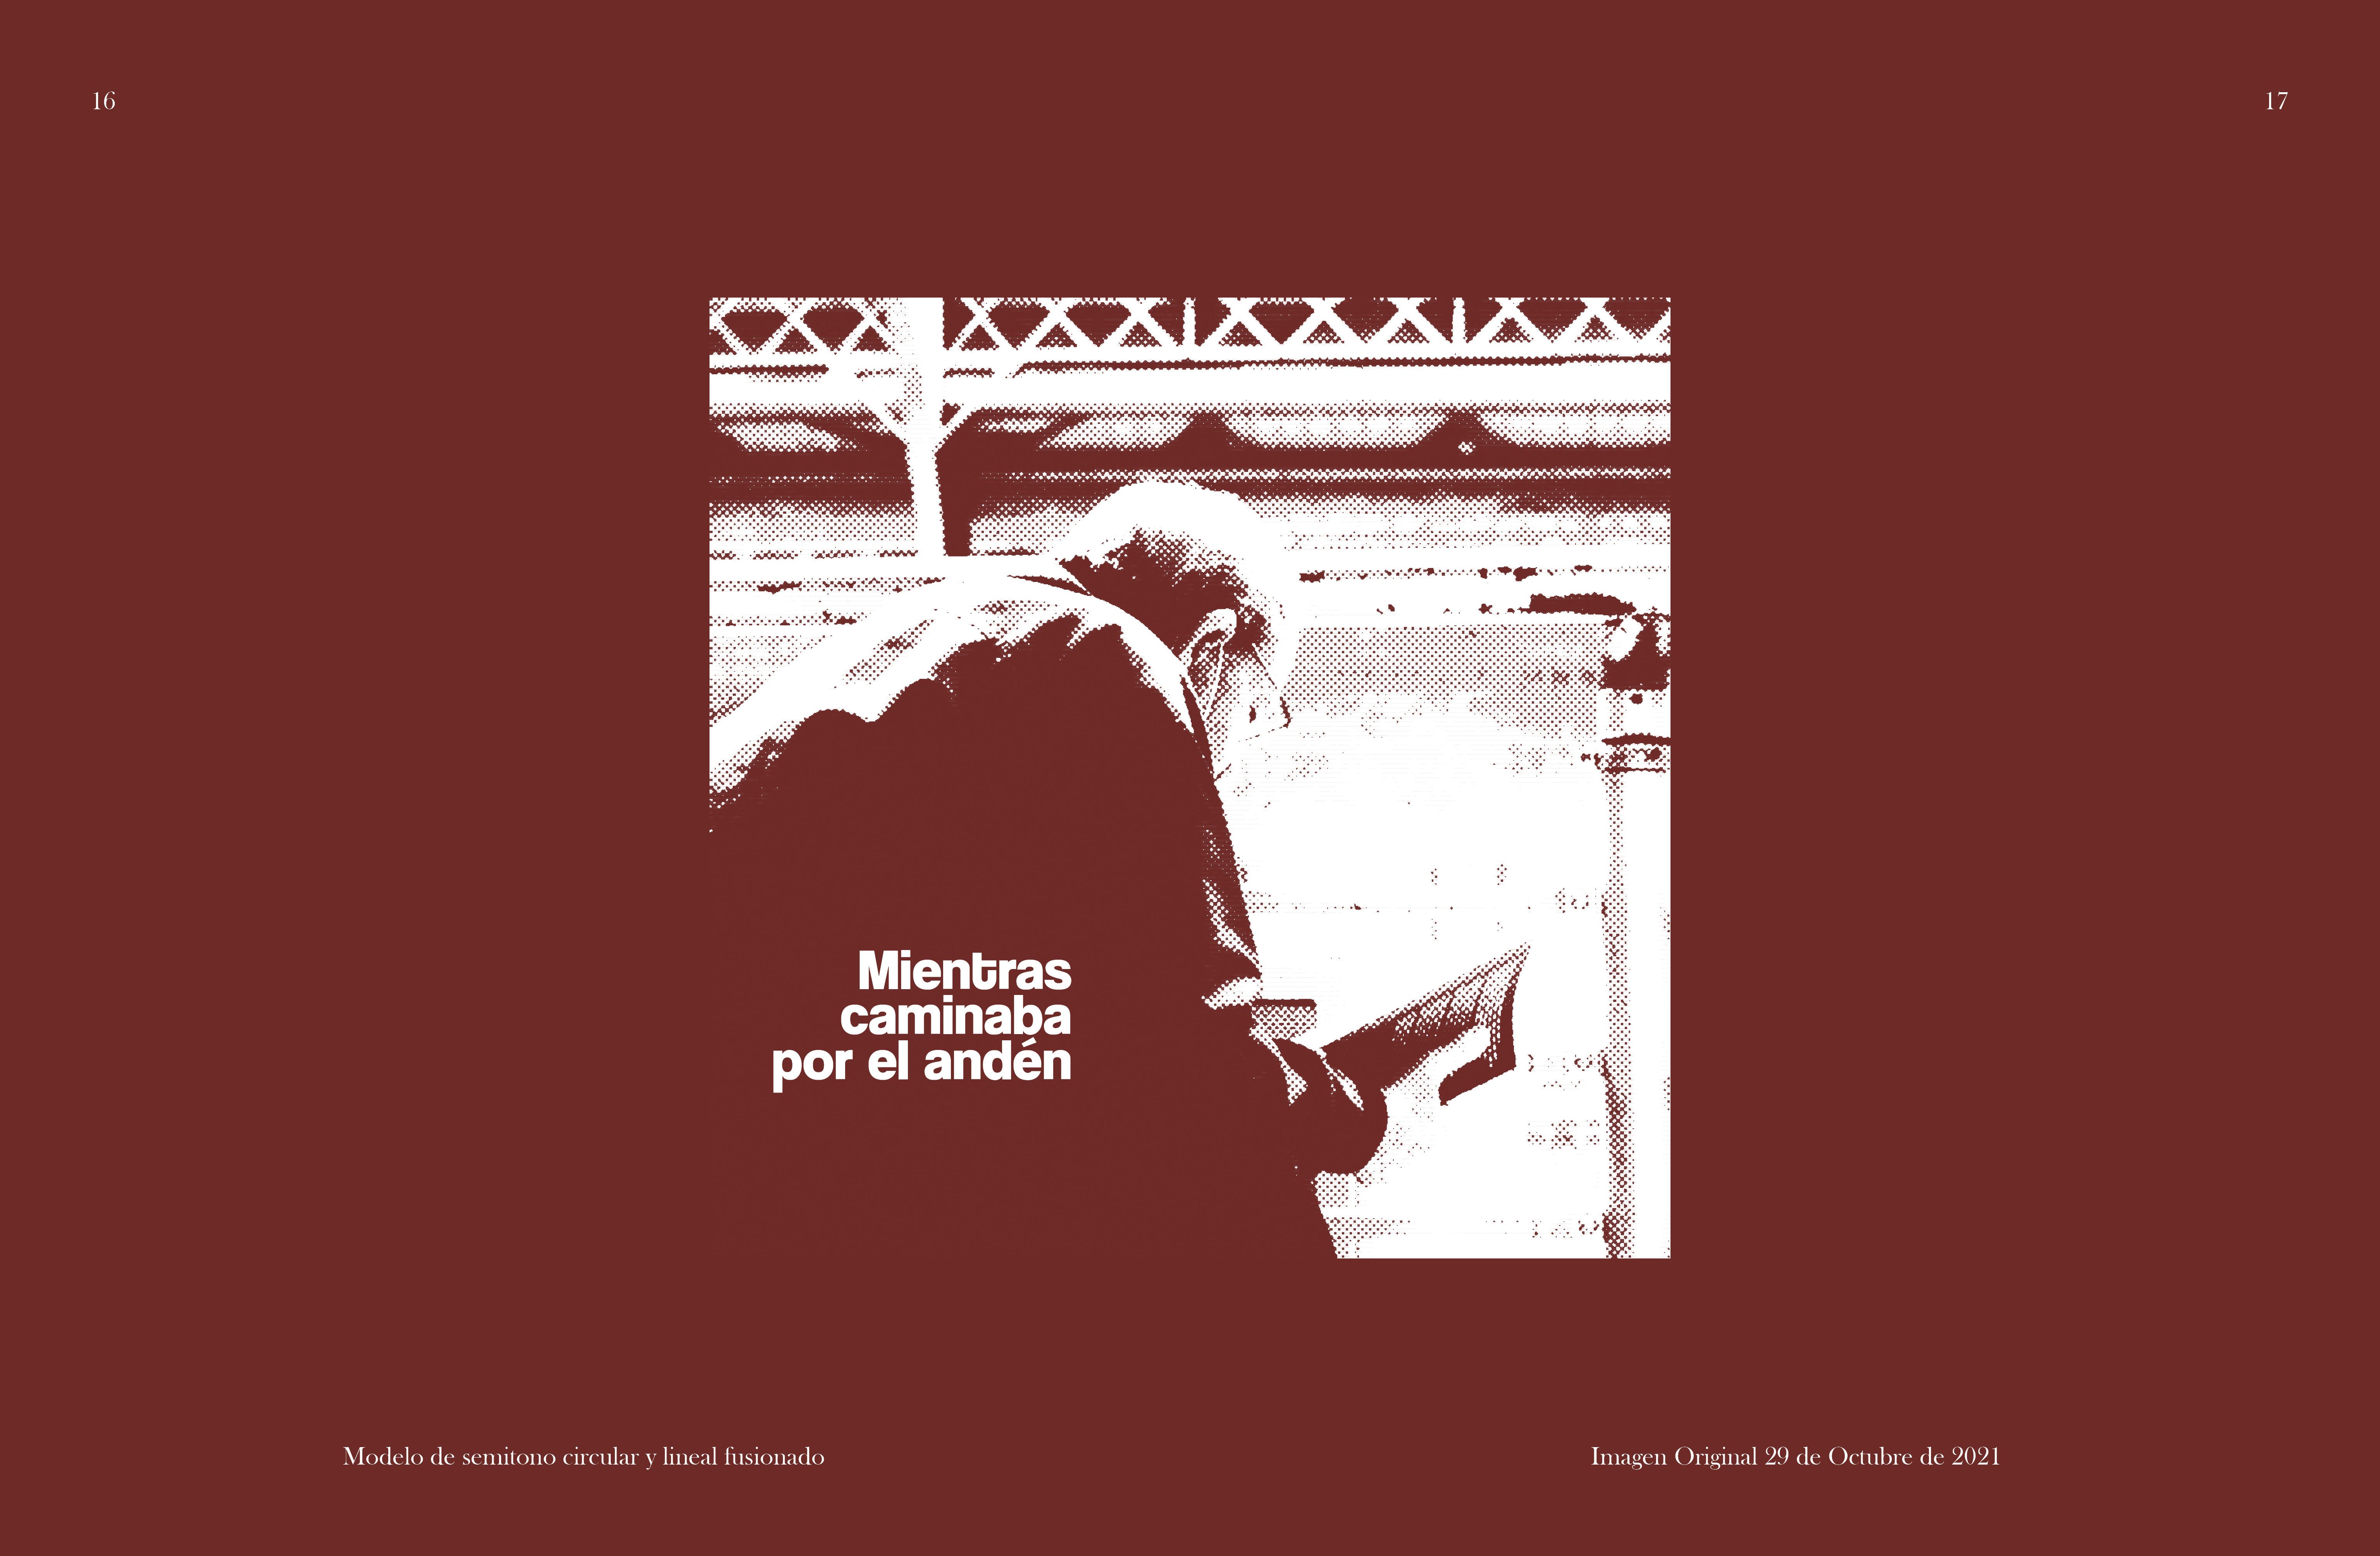 16
17
Mientras
caminaba
por el andén
Modelo de semitono circular y lineal fusionado
Imagen Original 29 de Octubre de 2021